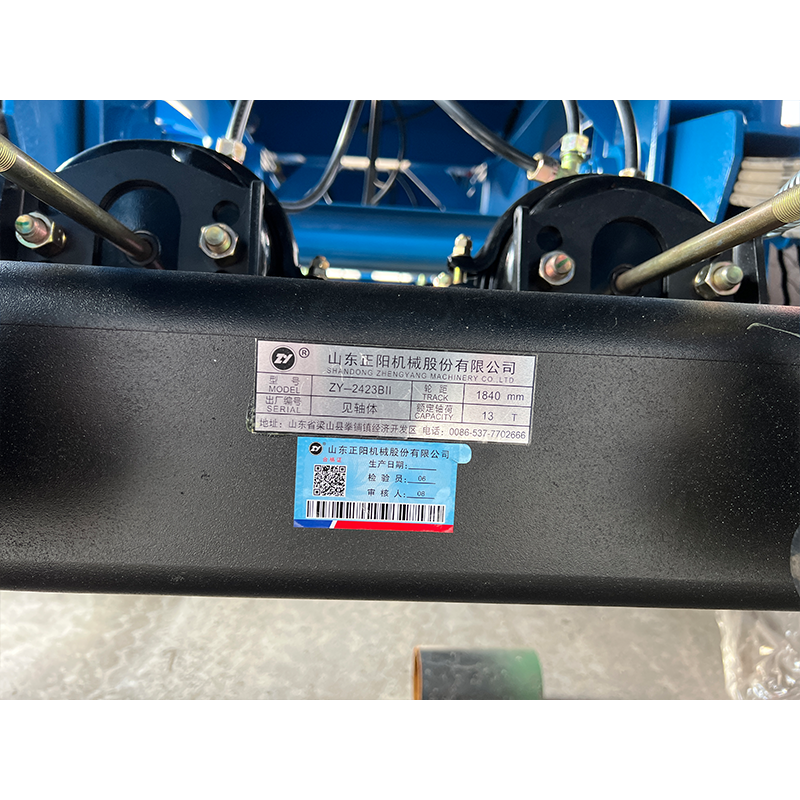 ZY® 山东正阳机械股份有限公司
SHANDONG ZHENGYANG MACHINERY CO.,LTD
型 号 MODEL ZY-2423BII 轮 距 TRACK 1840 mm
出厂编号 SERIAL 见轴体 额定轴荷 CAPACITY 13 T
地址: 山东省梁山县拳铺镇经济开发区 电话: 0086-537-7702666
ZY 山东正阳机械股份有限公司
合格证
生产日期:
检 验 员: 06
审 核 人: 08